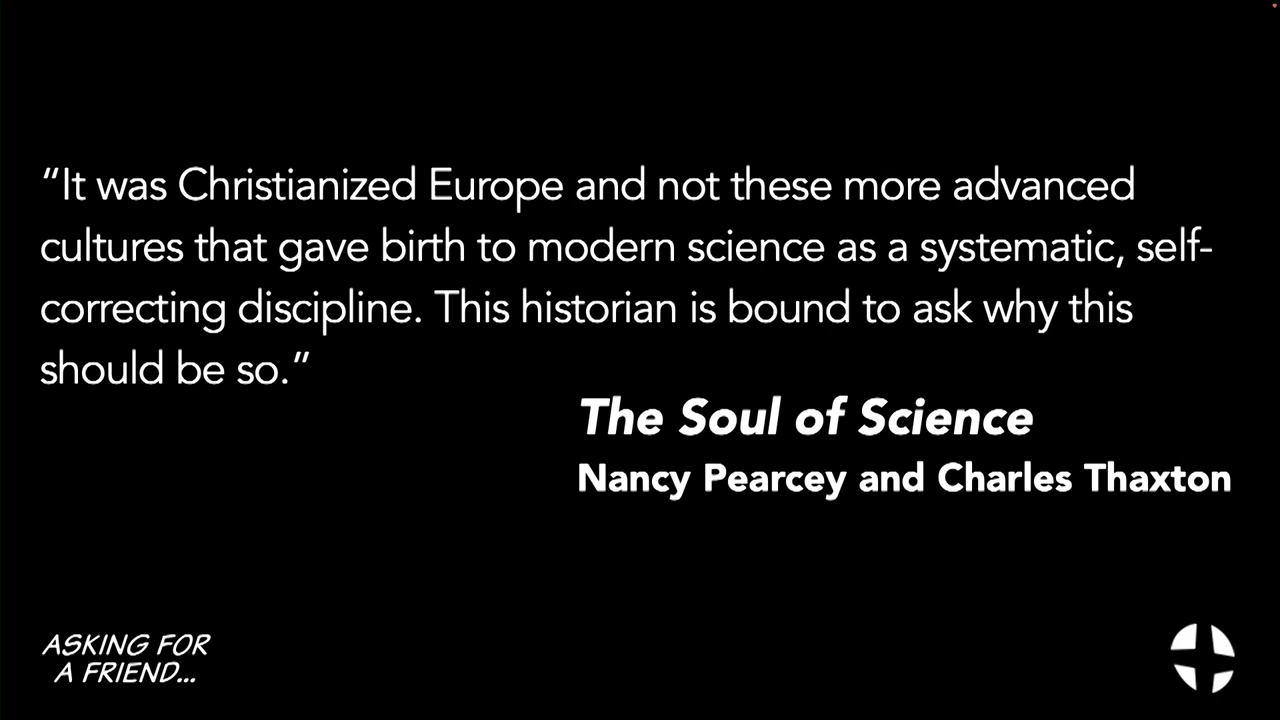 “It was Christianized Europe and not these more advanced
cultures that gave birth to modern science as a systematic, self-
correcting discipline. This historian is bound to ask why this
should be so.”
The Soul of Science
Nancy Pearcey and Charles Thaxton
ASKING FOR
A FRIEND...